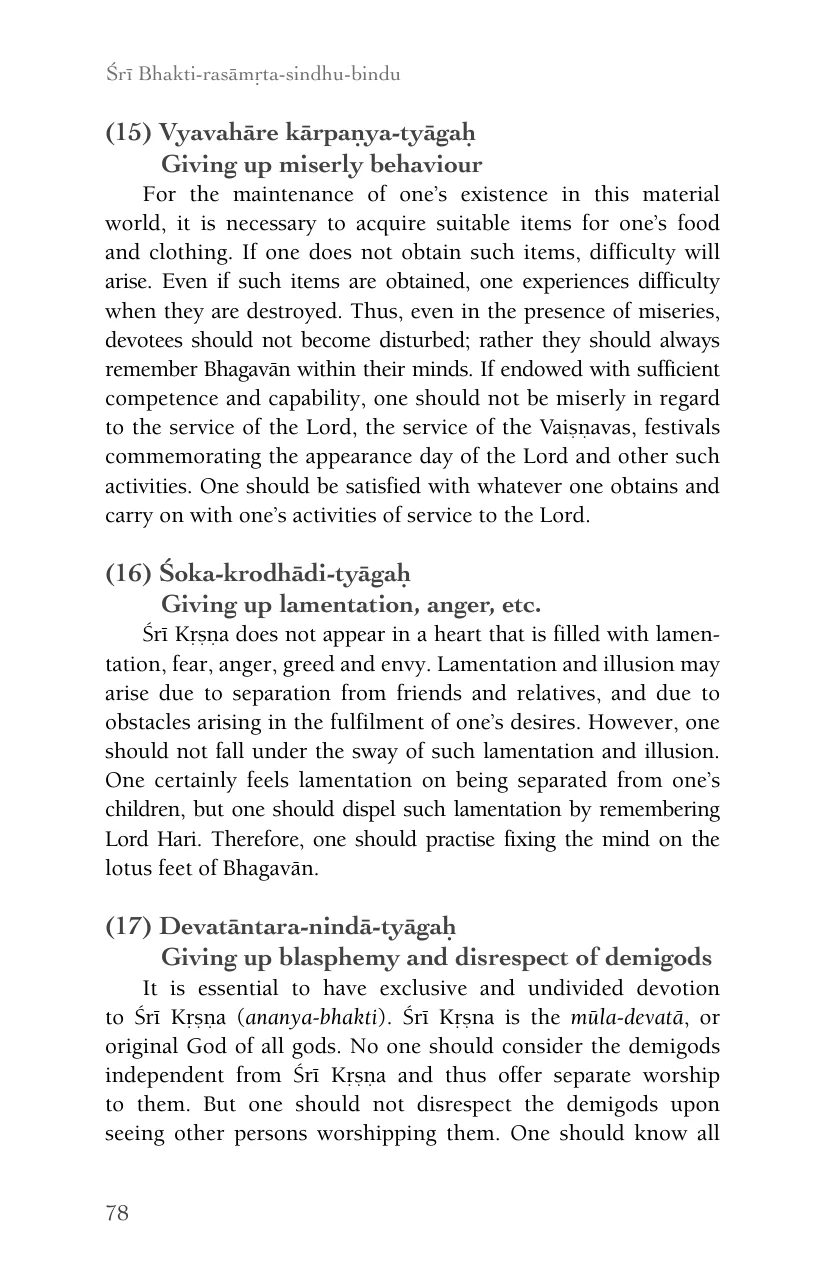 Śrī Bhakti-rasāmṛta-sindhu-bindu
(15) Vyavahāre kārpaṇya-tyāgaḥ
Giving up miserly behaviour
For the maintenance of one’s existence in this material
world, it is necessary to acquire suitable items for one’s food
and clothing. If one does not obtain such items, difficulty will
arise. Even if such items are obtained, one experiences difficulty
when they are destroyed. Thus, even in the presence of miseries,
devotees should not become disturbed; rather they should always
remember Bhagavān within their minds. If endowed with sufficient
competence and capability, one should not be miserly in regard
to the service of the Lord, the service of the Vaiṣṇavas, festivals
commemorating the appearance day of the Lord and other such
activities. One should be satisfied with whatever one obtains and
carry on with one’s activities of service to the Lord.
(16) Śoka-krodhādi-tyāgaḥ
Giving up lamentation, anger, etc.
Śrī Kṛṣṇa does not appear in a heart that is filled with lamen-
tation, fear, anger, greed and envy. Lamentation and illusion may
arise due to separation from friends and relatives, and due to
obstacles arising in the fulfilment of one’s desires. However, one
should not fall under the sway of such lamentation and illusion.
One certainly feels lamentation on being separated from one’s
children, but one should dispel such lamentation by remembering
Lord Hari. Therefore, one should practise fixing the mind on the
lotus feet of Bhagavān.
(17) Devatāntara-nindā-tyāgaḥ
Giving up blasphemy and disrespect of demigods
It is essential to have exclusive and undivided devotion
to Śrī Kṛṣṇa (ananya-bhakti). Śrī Kṛṣṇa is the mūla-devatā, or
original God of all gods. No one should consider the demigods
independent from Śrī Kṛṣṇa and thus offer separate worship
to them. But one should not disrespect the demigods upon
seeing other persons worshipping them. One should know all
78